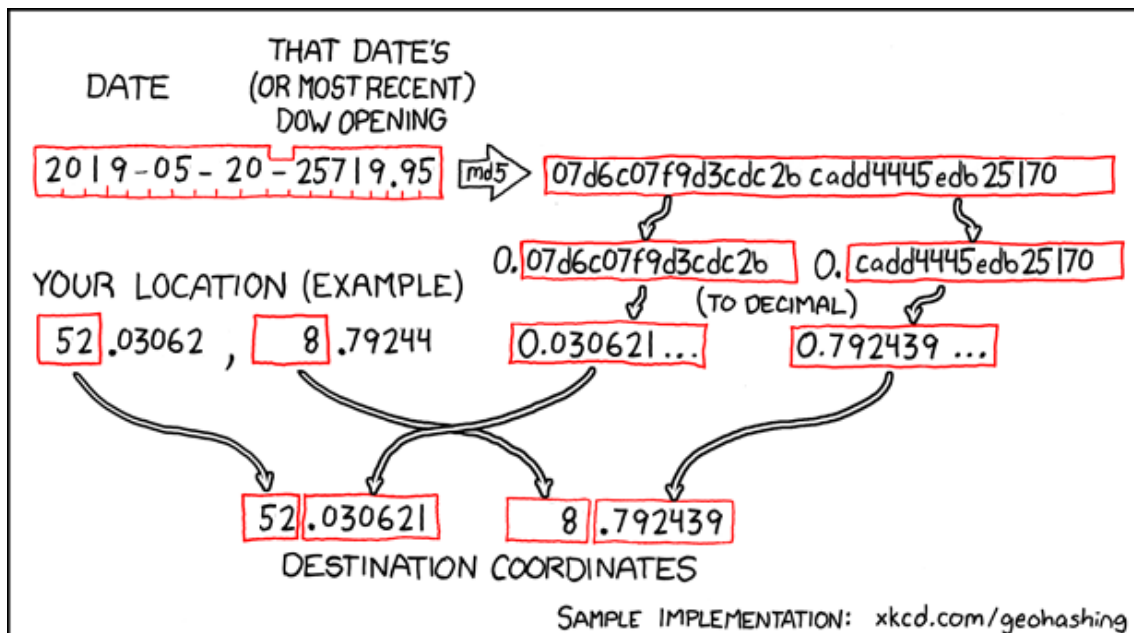 DATE
THAT DATE'S
(OR MOST RECENT)
DOW OPENING
2019-05-20-25719.95
md5
07d6c07f9d3cdc2bcadd4445edb25170
0.07d6c07f9d3cdc2b
0.cadd4445edb25170
(TO DECIMAL)
YOUR LOCATION (EXAMPLE)
52.03062, 8.79244
0.030621...
0.792439...
52.030621
8.792439
DESTINATION COORDINATES
SAMPLE IMPLEMENTATION: xkcd.com/geohashing